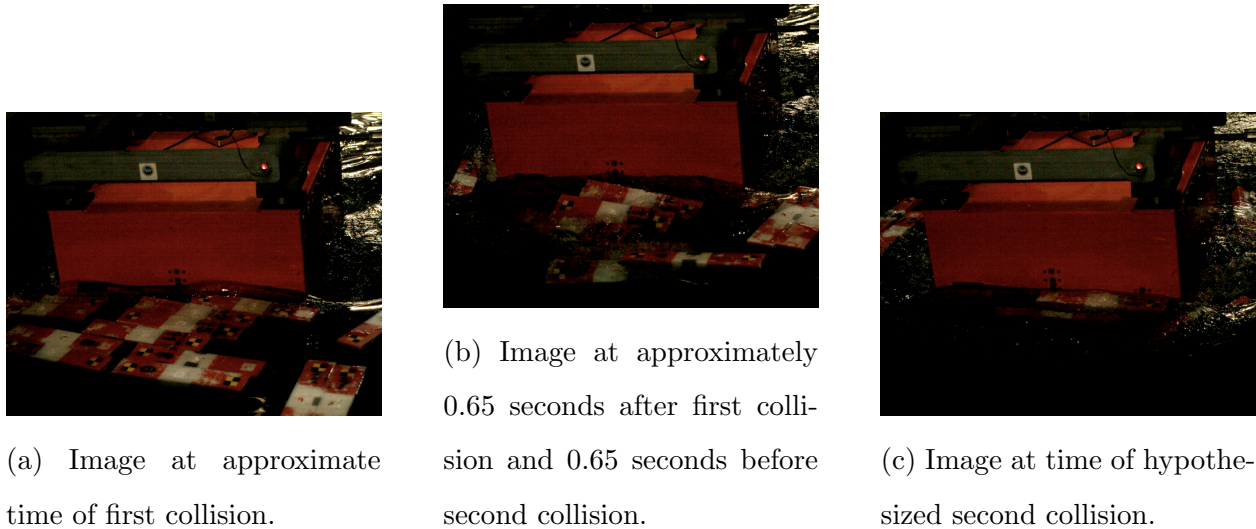 (a) Image at approximate
time of first collision.
(b) Image at approximately
0.65 seconds after first colli-
sion and 0.65 seconds before
second collision.
(c) Image at time of hypothe-
sized second collision.